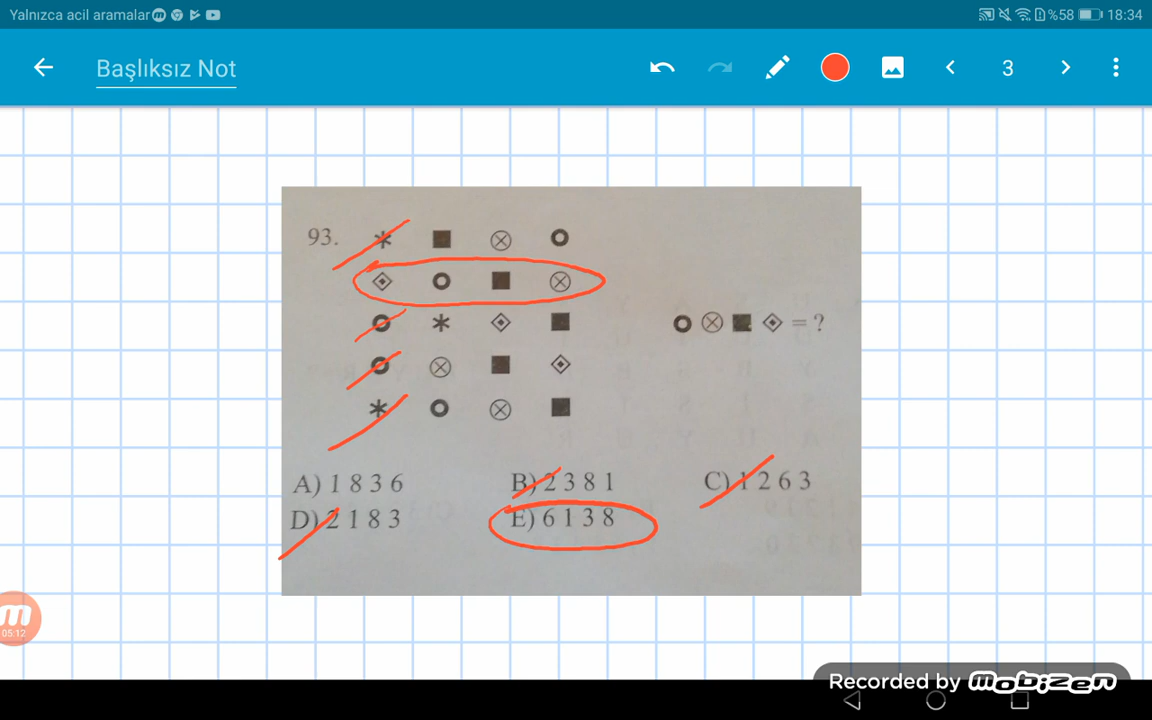 Yalnızca acil aramalar %58 18:34
Başlıksız Not 3
93.
= ?
A) 1 8 3 6 B) 2 3 8 1 C) 1 2 6 3
D) 2 1 8 3 E) 6 1 3 8
05:12
Recorded by mobizen